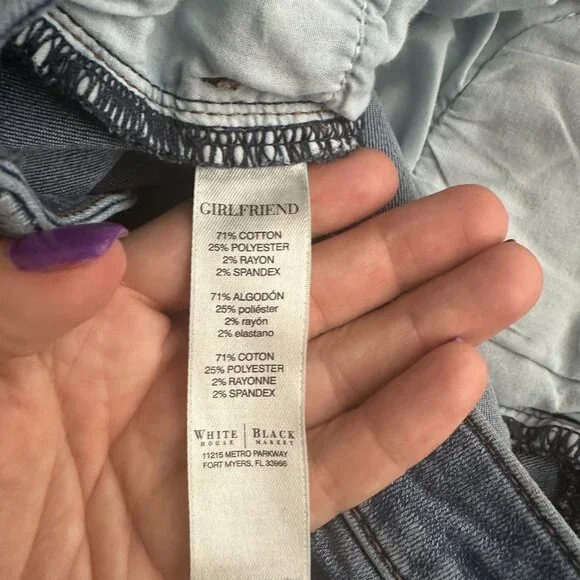 GIRLFRIEND
71% COTTON
25% POLYESTER
2% RAYON
2% SPANDEX
71% ALGODÓN
25% poliéster
2% rayón
2% elastano
71% COTON
25% POLYESTER
2% RAYONNE
2% SPANDEX
WHITE HOUSE | BLACK MARKET
11215 METRO PARKWAY
FORT MYERS, FL 33966